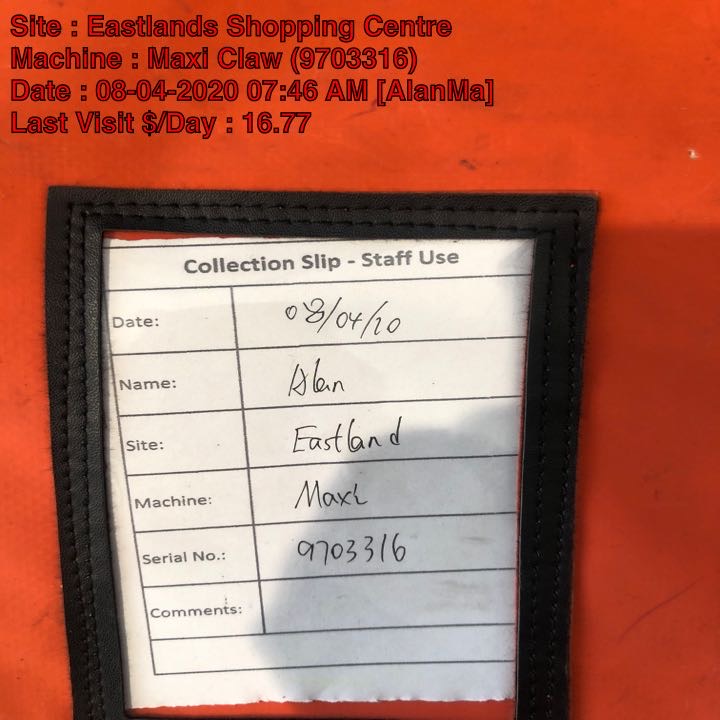 Site : Eastlands Shopping Centre
Machine : Maxi Claw (9703316)
Date : 08-04-2020 07:46 AM [AlanMa]
Last Visit $/Day : 16.77
Collection Slip - Staff Use
Date: 08/04/20
Name: Alan
Site: Eastland
Machine: Maxi
Serial No.: 9703316
Comments: